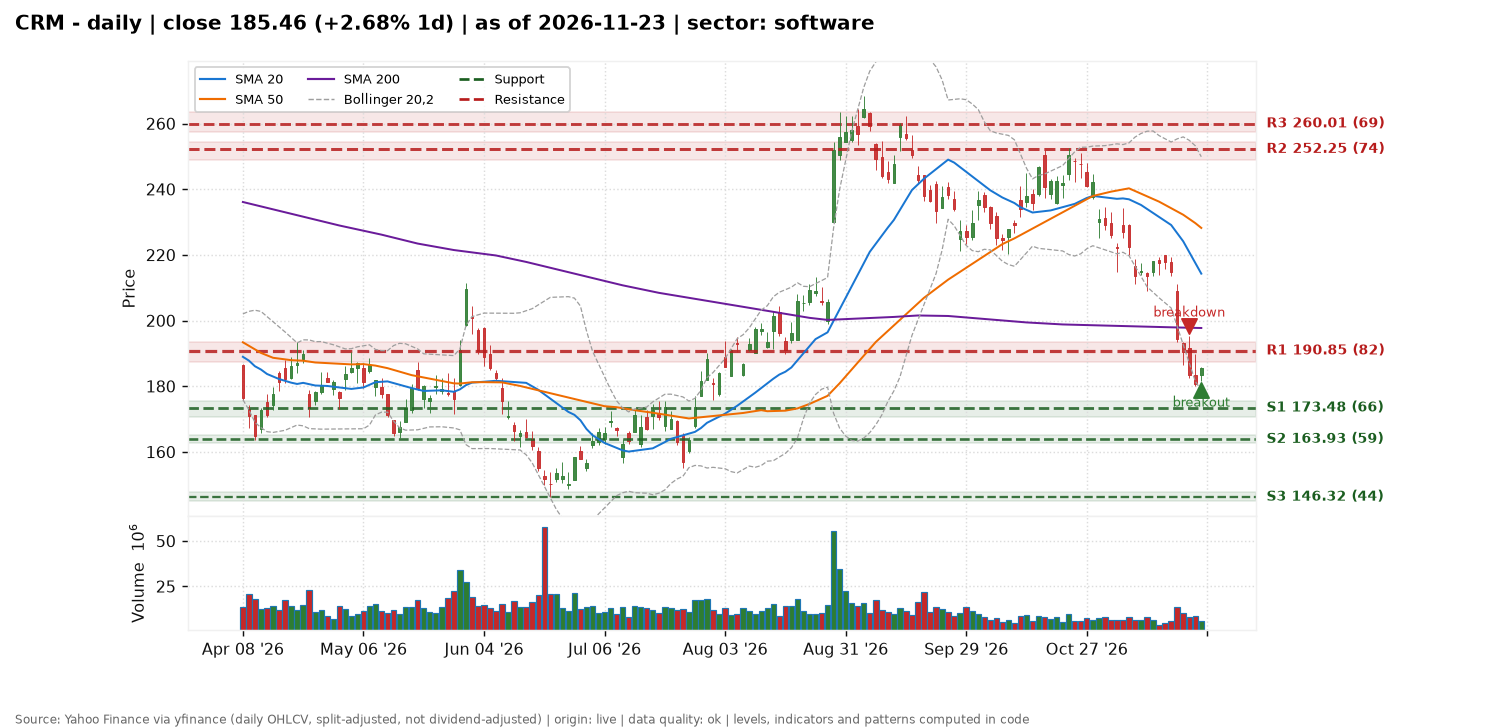 CRM - daily | close 185.46 (+2.68% 1d) | as of 2026-11-23 | sector: software
SMA 20
SMA 50
SMA 200
Bollinger 20,2
Support
Resistance
Price
260
240
220
200
180
160
R3 260.01 (69)
R2 252.25 (74)
breakdown
R1 190.85 (82)
breakout
S1 173.48 (66)
S2 163.93 (59)
S3 146.32 (44)
Volume 10⁶
50
25
Apr 08 '26
May 06 '26
Jun 04 '26
Jul 06 '26
Aug 03 '26
Aug 31 '26
Sep 29 '26
Oct 27 '26
Source: Yahoo Finance via yfinance (daily OHLCV, split-adjusted, not dividend-adjusted) | origin: live | data quality: ok | levels, indicators and patterns computed in code